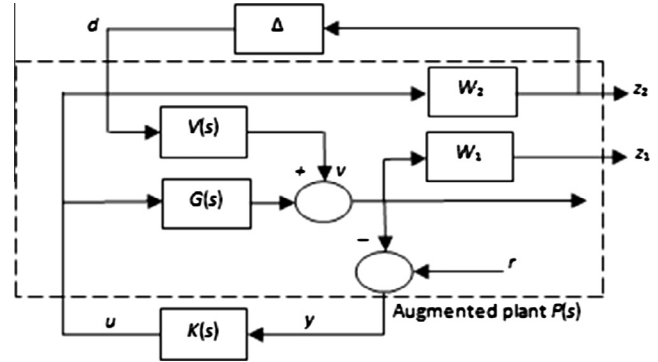 d
Δ
W₂
z₂
V(s)
W₁
z₁
+ v
G(s)
−
r
Augmented plant P(s)
u
K(s)
y